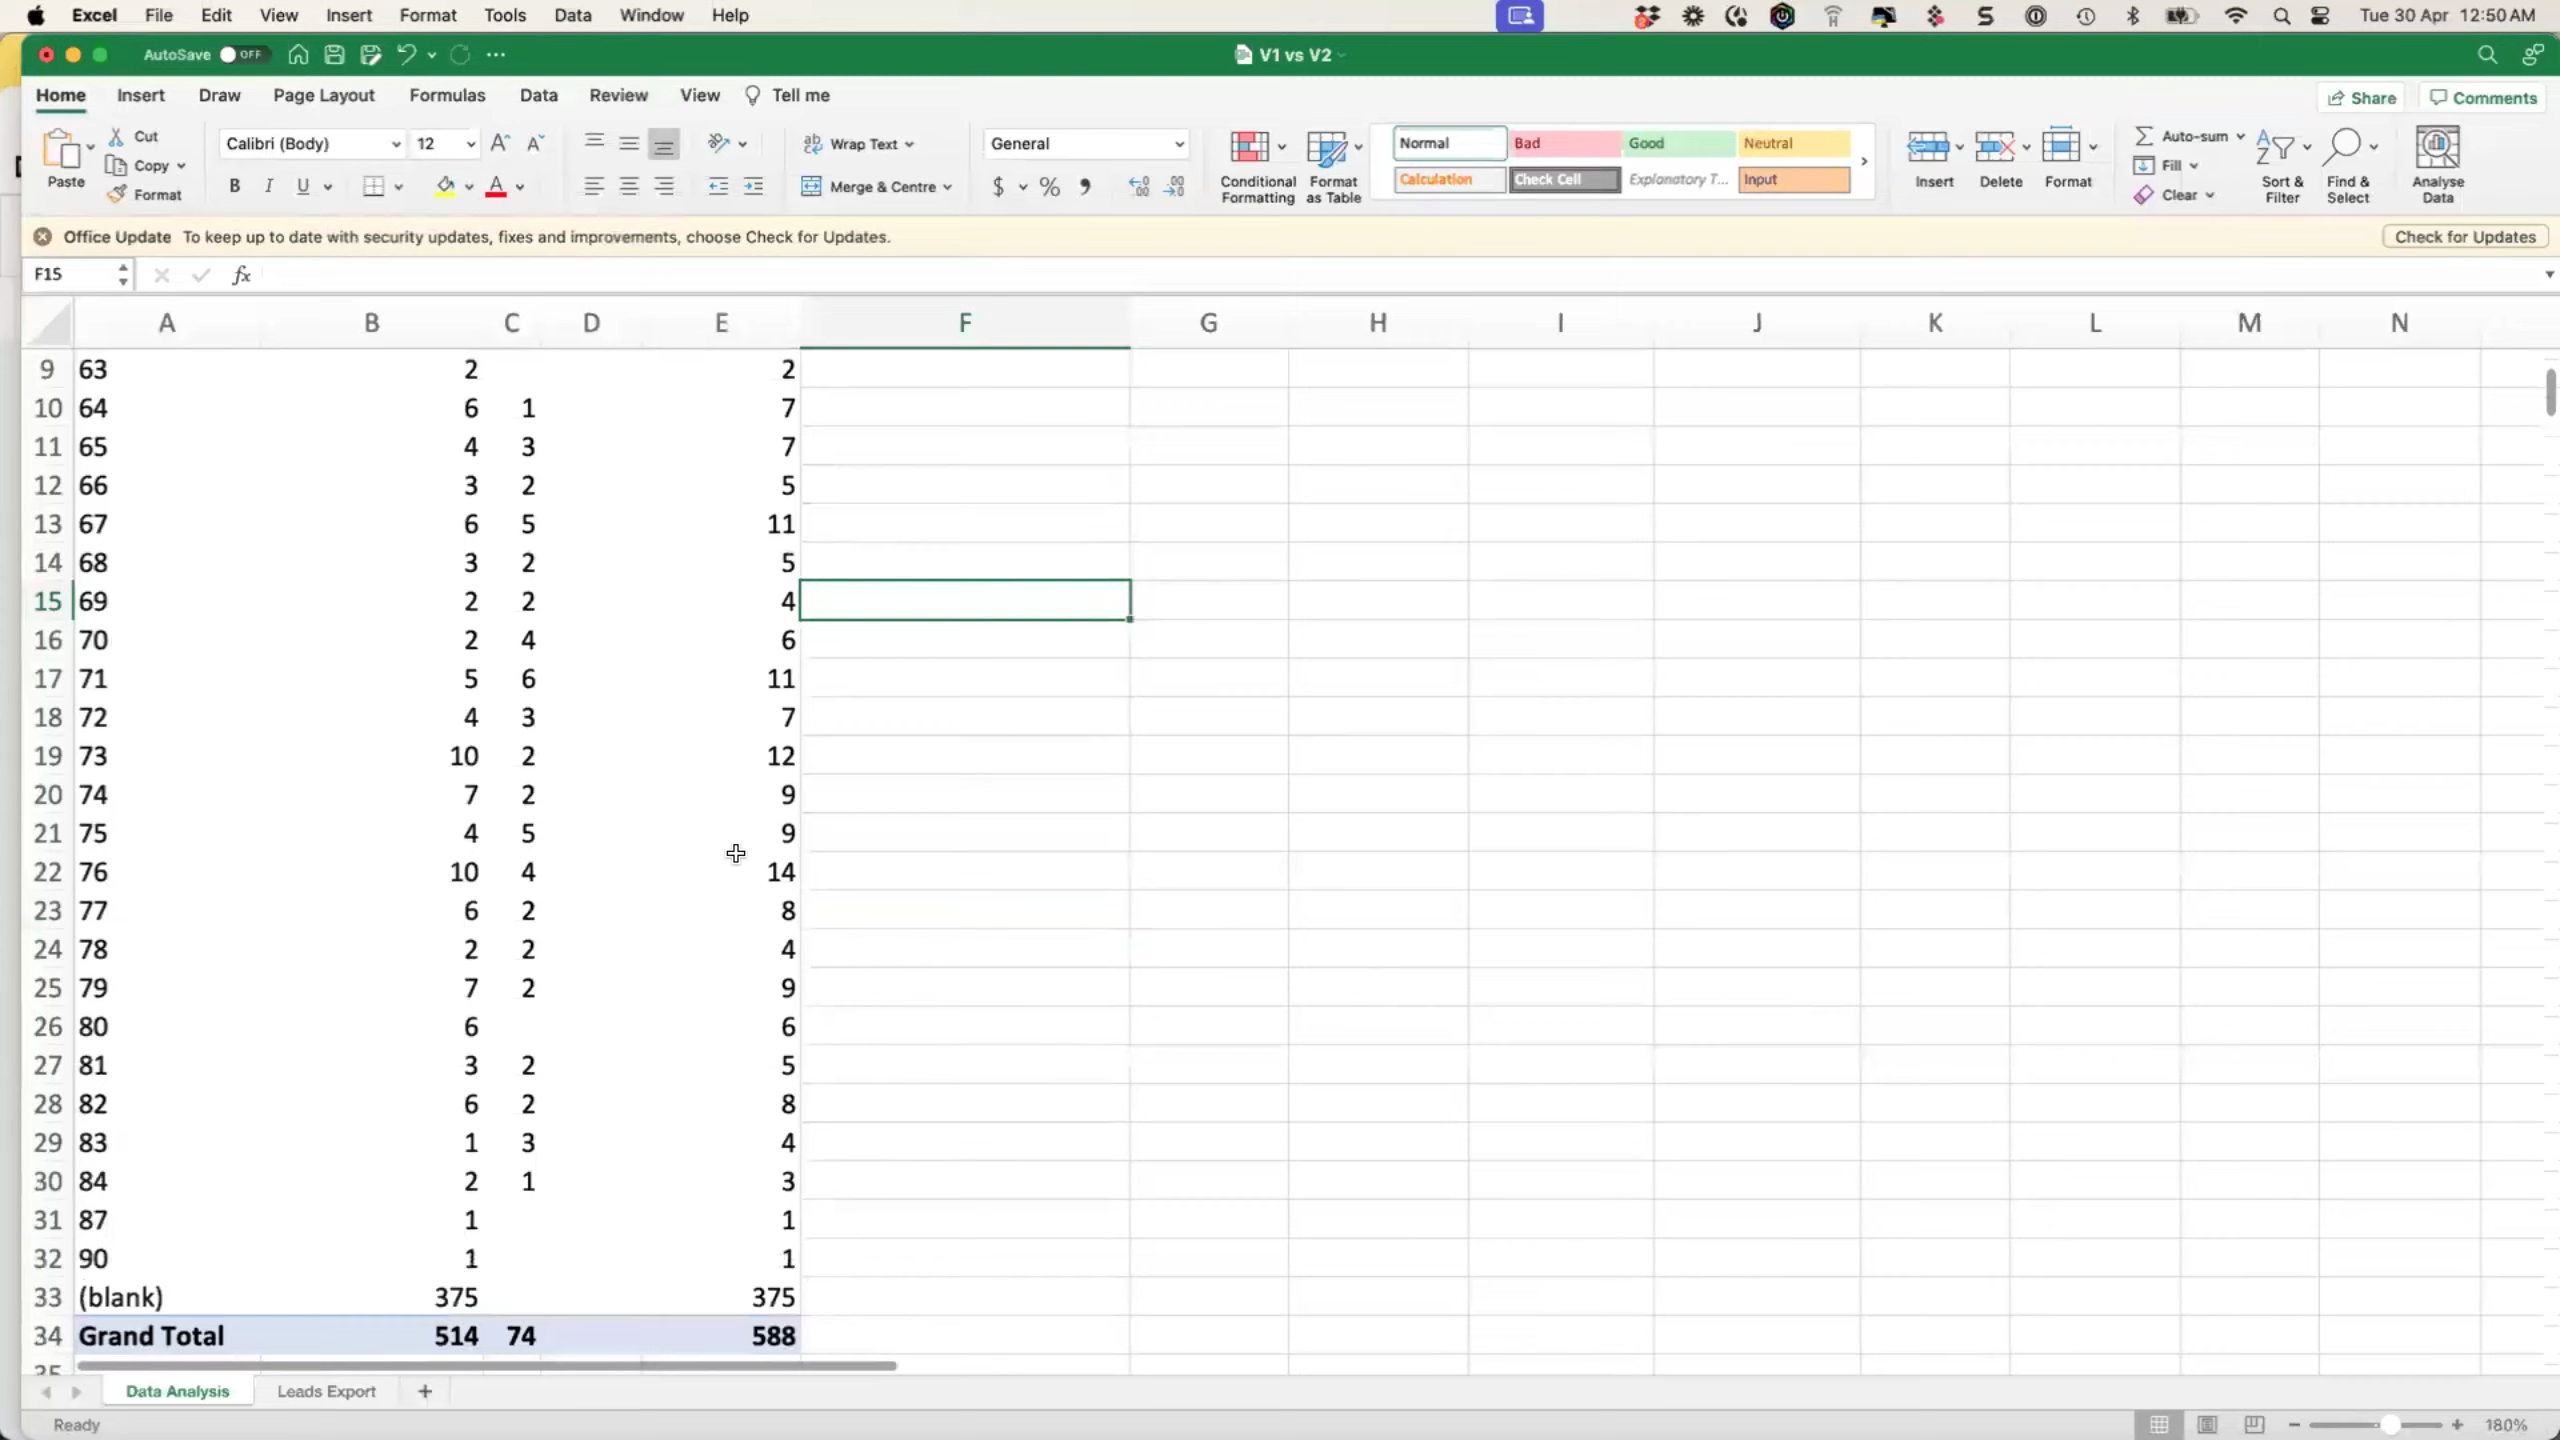 Excel File Edit View Insert Format Tools Data Window Help Tue 30 Apr 12:50 AM
AutoSave OFF V1 vs V2
Home Insert Draw Page Layout Formulas Data Review View Tell me Share Comments
Paste Cut Copy Format
Calibri (Body) 12
B I U A
Wrap Text
Merge & Centre
General
$ %
Conditional Formatting
Format as Table
Normal Bad Good Neutral
Calculation Check Cell Explanatory T... Input
Insert Delete Format
Auto-sum
Fill
Clear
Sort & Filter
Find & Select
Analyse Data
Office Update To keep up to date with security updates, fixes and improvements, choose Check for Updates. Check for Updates
F15 fx
A B C D E F G H I J K L M N
9 63 2 2
10 64 6 1 7
11 65 4 3 7
12 66 3 2 5
13 67 6 5 11
14 68 3 2 5
15 69 2 2 4
16 70 2 4 6
17 71 5 6 11
18 72 4 3 7
19 73 10 2 12
20 74 7 2 9
21 75 4 5 9
22 76 10 4 14
23 77 6 2 8
24 78 2 2 4
25 79 7 2 9
26 80 6 6
27 81 3 2 5
28 82 6 2 8
29 83 1 3 4
30 84 2 1 3
31 87 1 1
32 90 1 1
33 (blank) 375 375
34 Grand Total 514 74 588
35
Data Analysis Leads Export +
Ready 180%